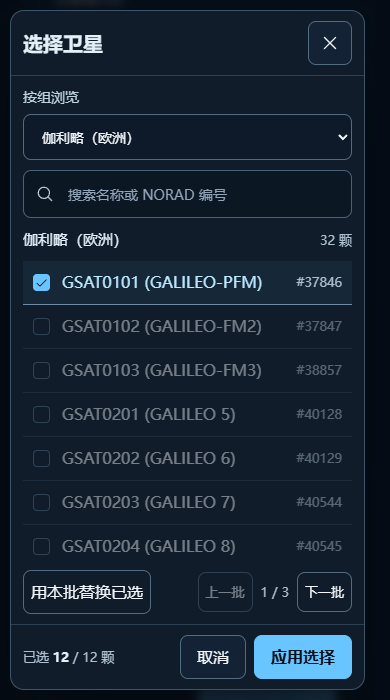 选择卫星
按组浏览
伽利略（欧洲）
搜索名称或 NORAD 编号
伽利略（欧洲） 32 颗
GSAT0101 (GALILEO-PFM) #37846
GSAT0102 (GALILEO-FM2) #37847
GSAT0103 (GALILEO-FM3) #38857
GSAT0201 (GALILEO 5) #40128
GSAT0202 (GALILEO 6) #40129
GSAT0203 (GALILEO 7) #40544
GSAT0204 (GALILEO 8) #40545
用本批替换已选 上一批 1 / 3 下一批
已选 12 / 12 颗 取消 应用选择